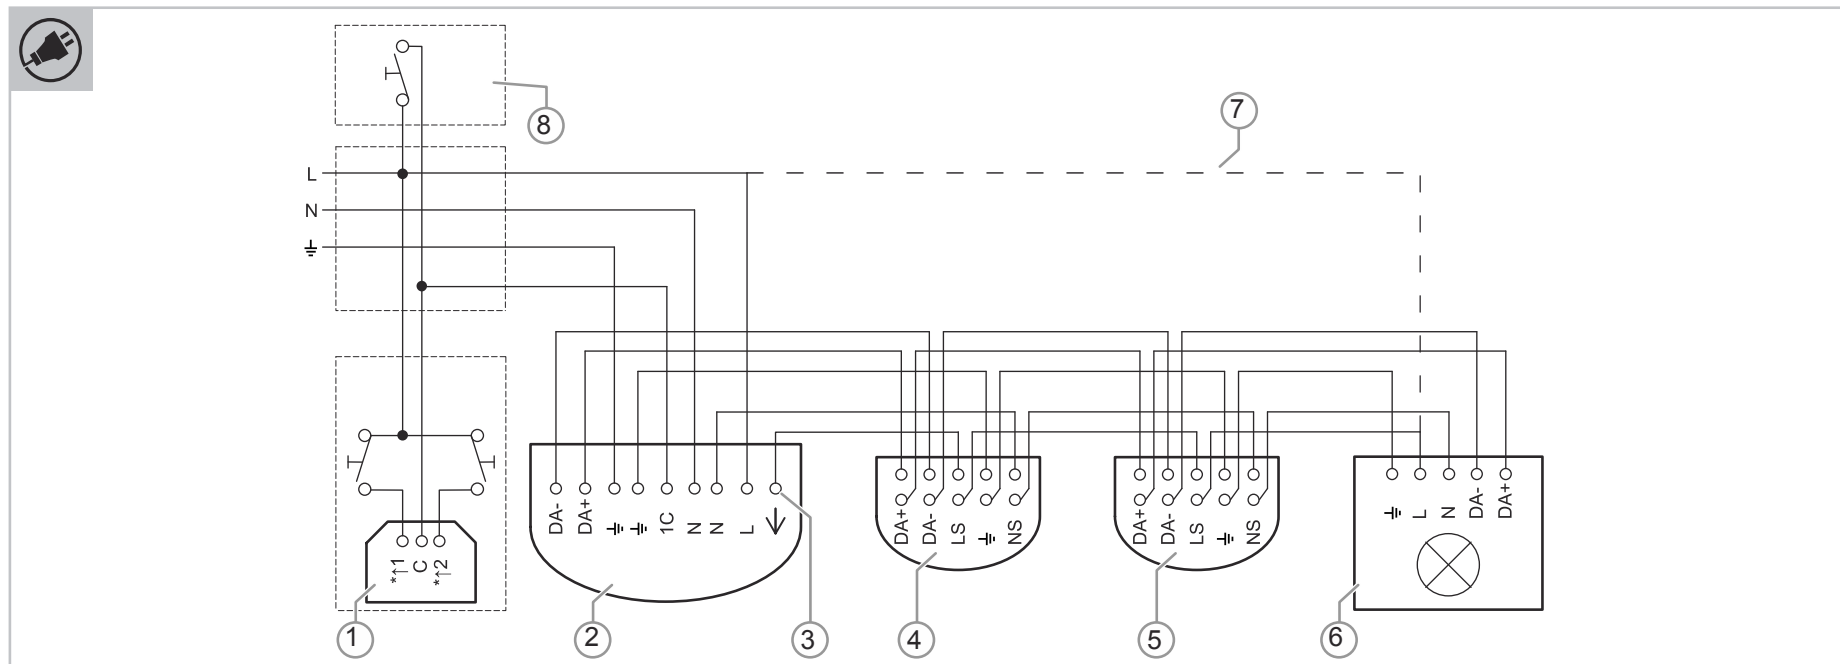 8
7
L
N
DA-
DA+
1C
N
N
L
DA+
DA-
LS
NS
DA+
DA-
LS
NS
L
N
DA-
DA+
*↑1
C
*↑2
1
2
3
4
5
6